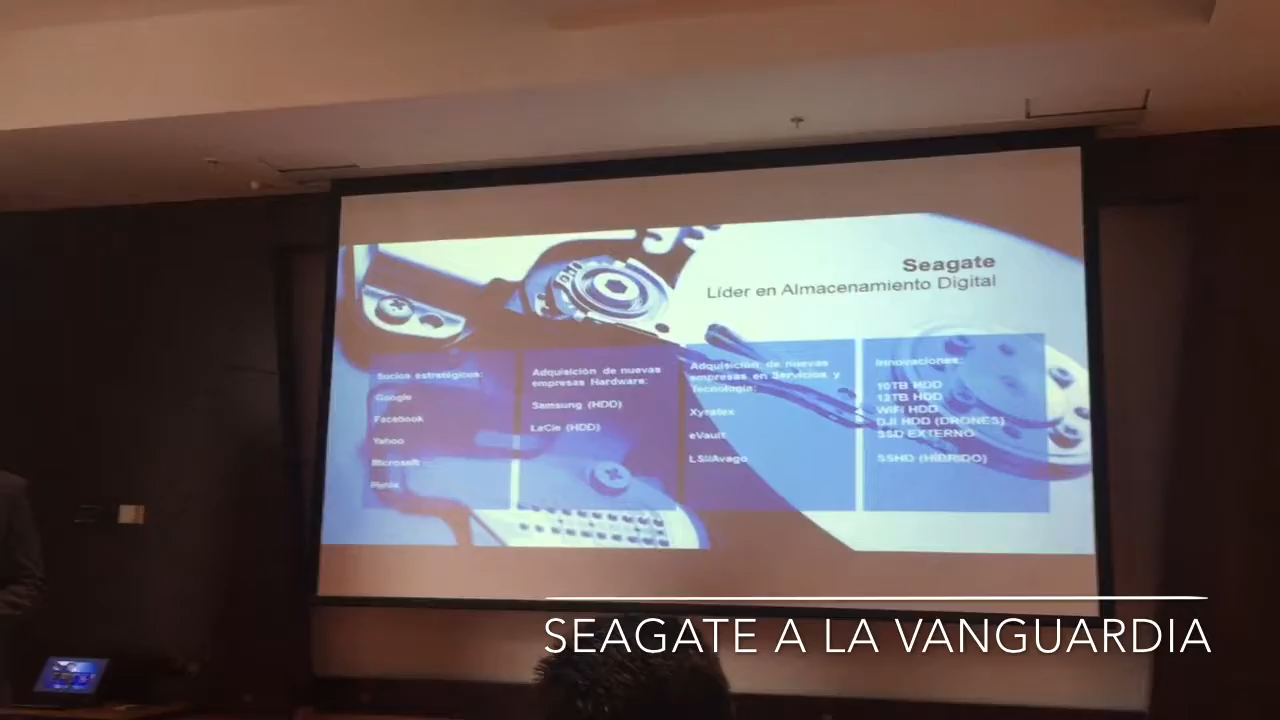 Seagate
Líder en Almacenamiento Digital
Socios estratégicos:
Google
Facebook
Yahoo
Microsoft
Adquisición de nuevas
empresas Hardware:
Samsung (HDD)
LaCie (HDD)
Adquisición de nuevas
empresas en Servicios y
Tecnología:
Xyratex
eVault
LSI/Avago
Innovaciones:
10TB HDD
12TB HDD
WiFi HDD
DJI HDD (DRONES)
SSD EXTERNO
SSHD (HÍBRIDO)
SEAGATE A LA VANGUARDIA